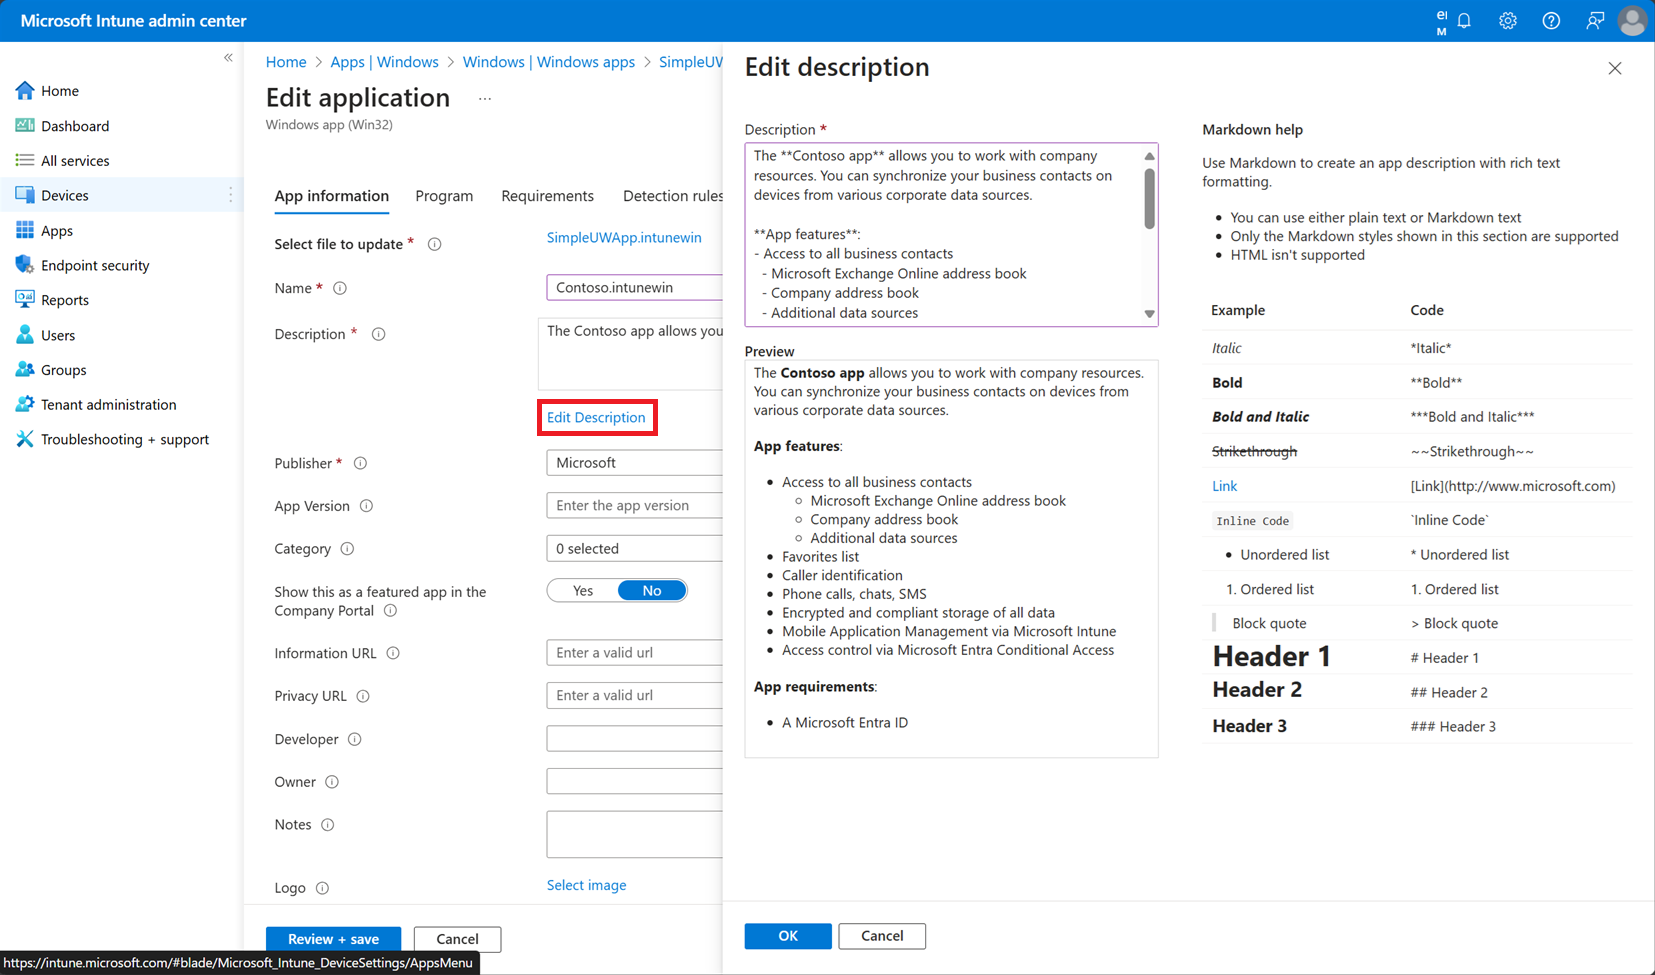 Microsoft Intune admin center
el
M
«
Home
Dashboard
All services
Devices
Apps
Endpoint security
Reports
Users
Groups
Tenant administration
Troubleshooting + support
Home > Apps | Windows > Windows | Windows apps > SimpleUW
Edit application ...
Windows app (Win32)
App information Program Requirements Detection rules
Select file to update * SimpleUWApp.intunewin
Name * Contoso.intunewin
Description * The Contoso app allows you
Edit Description
Publisher * Microsoft
App Version Enter the app version
Category 0 selected
Show this as a featured app in the
Company Portal
Yes No
Information URL Enter a valid url
Privacy URL Enter a valid url
Developer
Owner
Notes
Logo Select image
Review + save Cancel
https://intune.microsoft.com/#blade/Microsoft_Intune_DeviceSettings/AppsMenu
Edit description
Description *
The **Contoso app** allows you to work with company
resources. You can synchronize your business contacts on
devices from various corporate data sources.
**App features**:
- Access to all business contacts
- Microsoft Exchange Online address book
- Company address book
- Additional data sources
Preview
The Contoso app allows you to work with company resources.
You can synchronize your business contacts on devices from
various corporate data sources.
App features:
• Access to all business contacts
◦ Microsoft Exchange Online address book
◦ Company address book
◦ Additional data sources
• Favorites list
• Caller identification
• Phone calls, chats, SMS
• Encrypted and compliant storage of all data
• Mobile Application Management via Microsoft Intune
• Access control via Microsoft Entra Conditional Access
App requirements:
• A Microsoft Entra ID
OK Cancel
Markdown help
Use Markdown to create an app description with rich text
formatting.
• You can use either plain text or Markdown text
• Only the Markdown styles shown in this section are supported
• HTML isn't supported
Example Code
Italic *Italic*
Bold **Bold**
Bold and Italic ***Bold and Italic***
Strikethrough ~~Strikethrough~~
Link [Link](http://www.microsoft.com)
Inline Code `Inline Code`
• Unordered list * Unordered list
1. Ordered list 1. Ordered list
Block quote > Block quote
Header 1 # Header 1
Header 2 ## Header 2
Header 3 ### Header 3